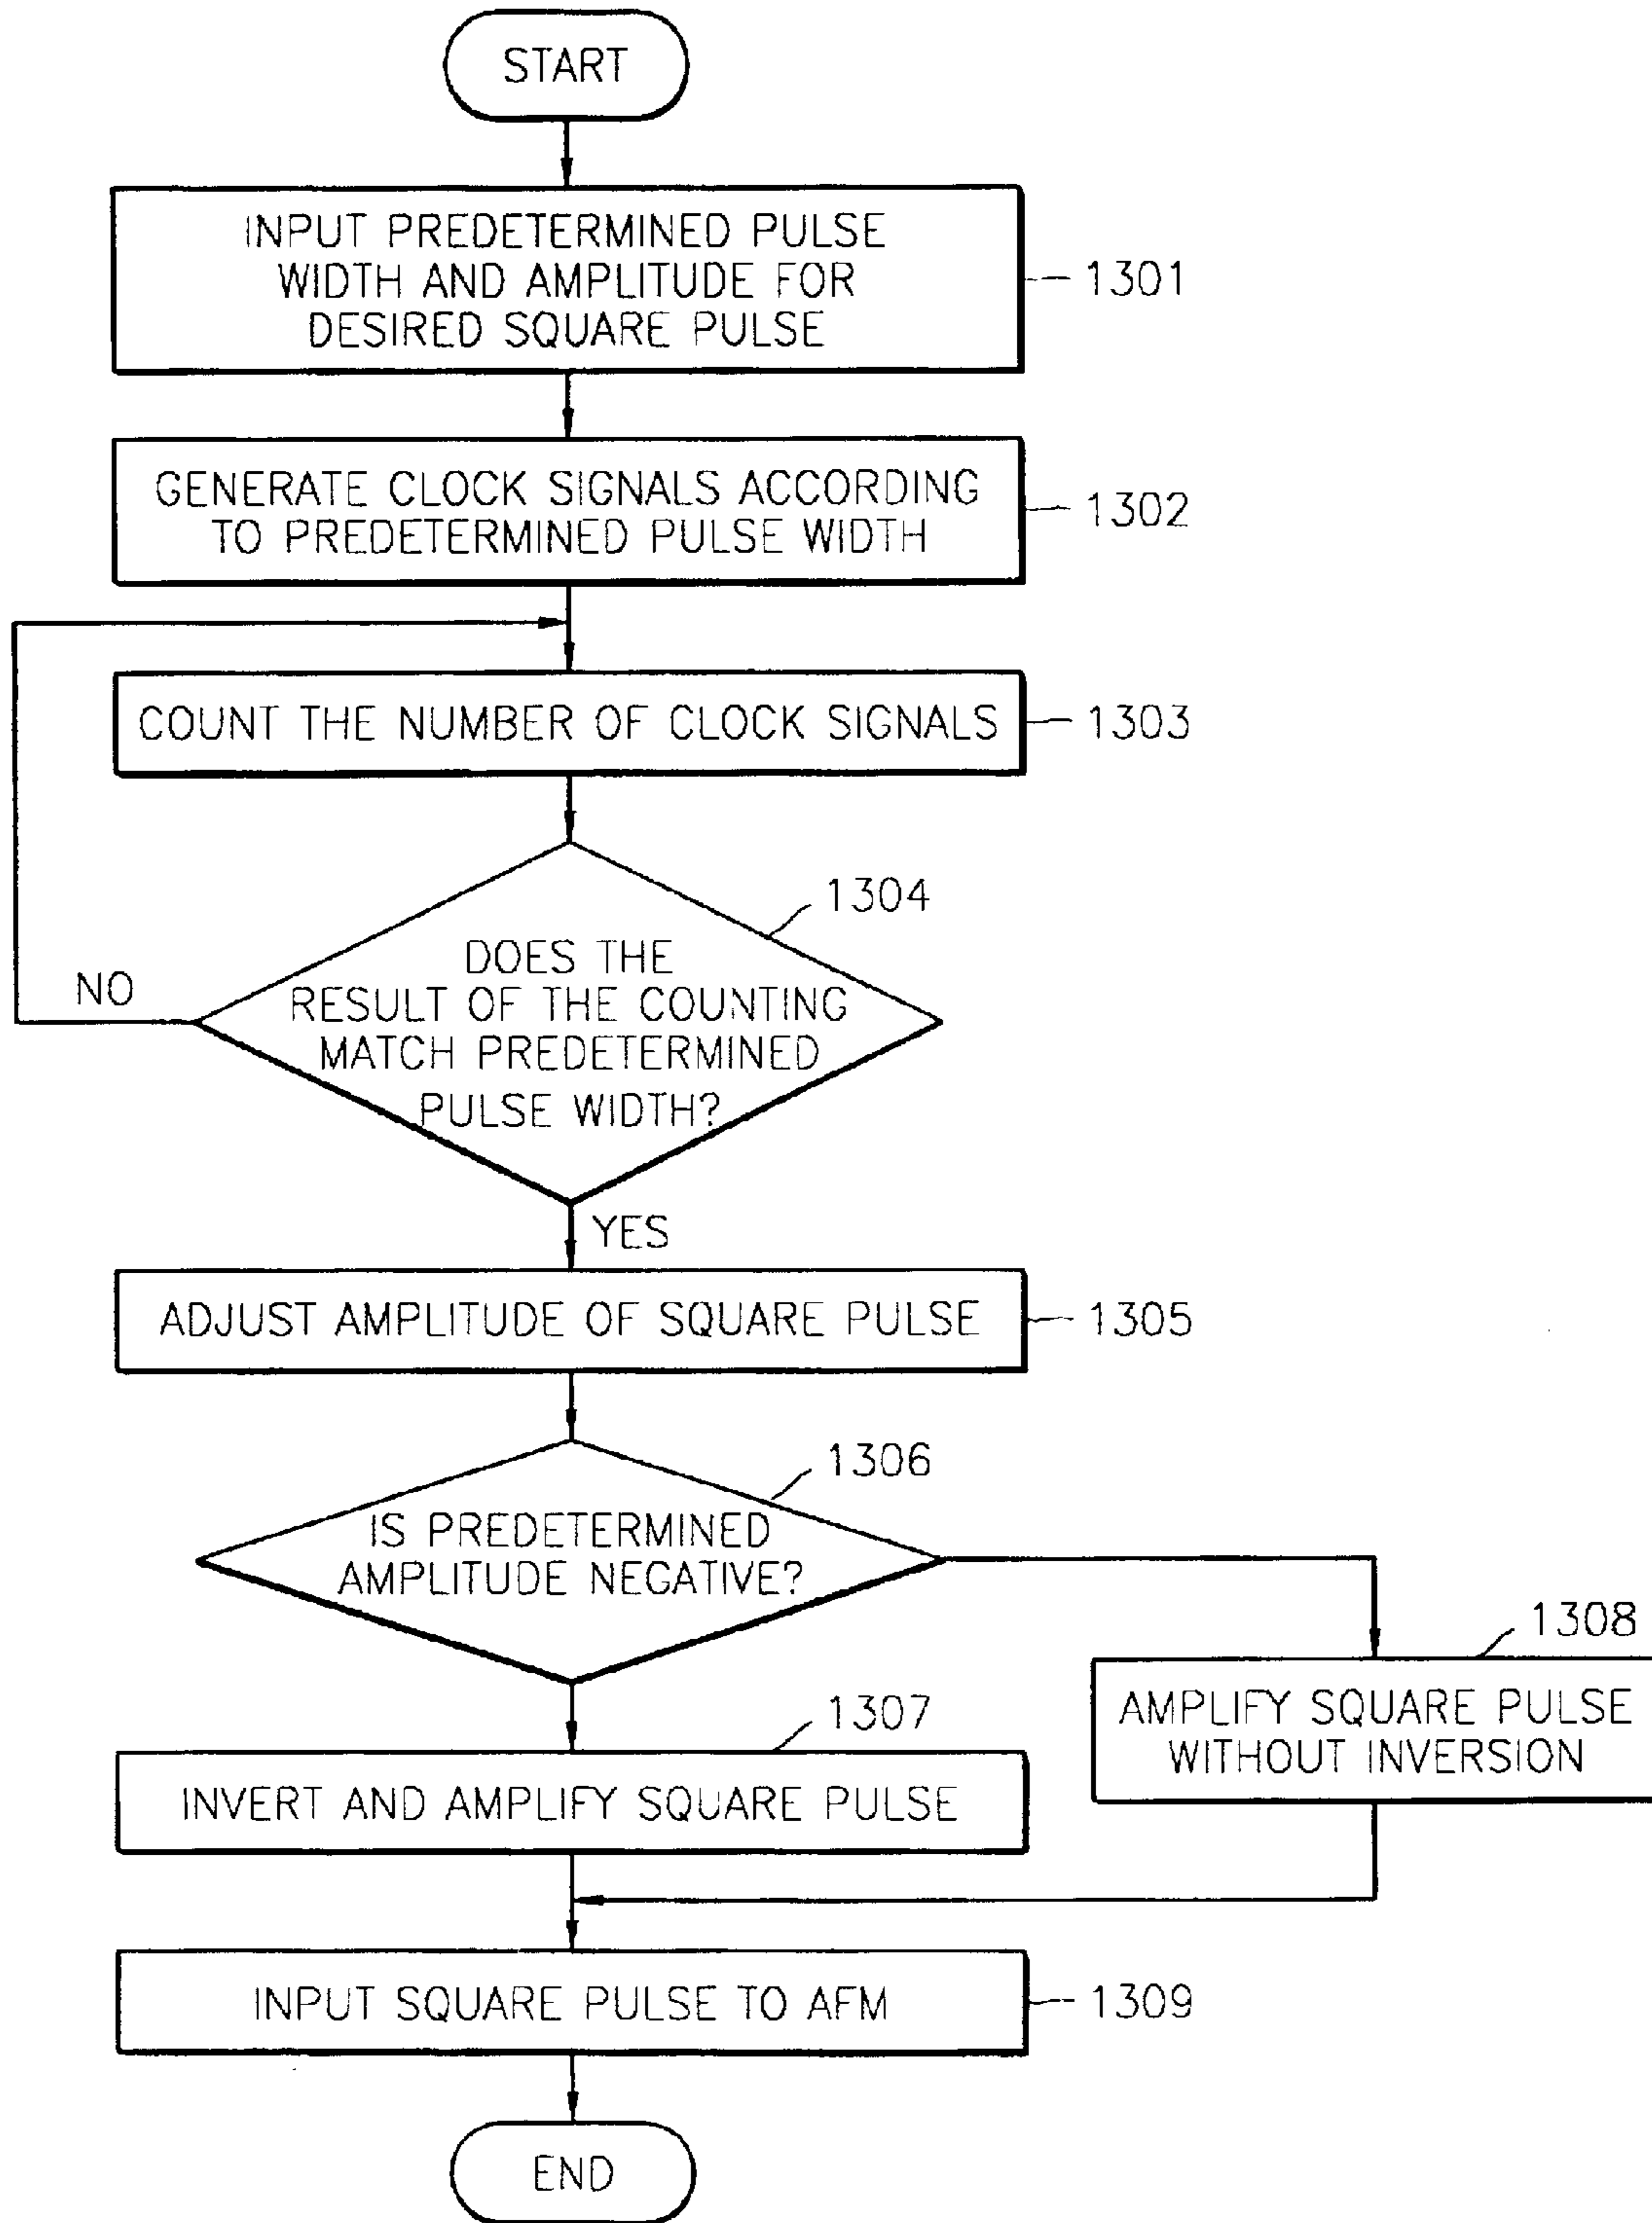 START
INPUT PREDETERMINED PULSE
WIDTH AND AMPLITUDE FOR
DESIRED SQUARE PULSE
1301
GENERATE CLOCK SIGNALS ACCORDING
TO PREDETERMINED PULSE WIDTH
1302
COUNT THE NUMBER OF CLOCK SIGNALS
1303
1304
DOES THE
RESULT OF THE COUNTING
MATCH PREDETERMINED
PULSE WIDTH?
NO
YES
ADJUST AMPLITUDE OF SQUARE PULSE
1305
1306
IS PREDETERMINED
AMPLITUDE NEGATIVE?
1308
AMPLIFY SQUARE PULSE
WITHOUT INVERSION
1307
INVERT AND AMPLIFY SQUARE PULSE
INPUT SQUARE PULSE TO AFM
1309
END